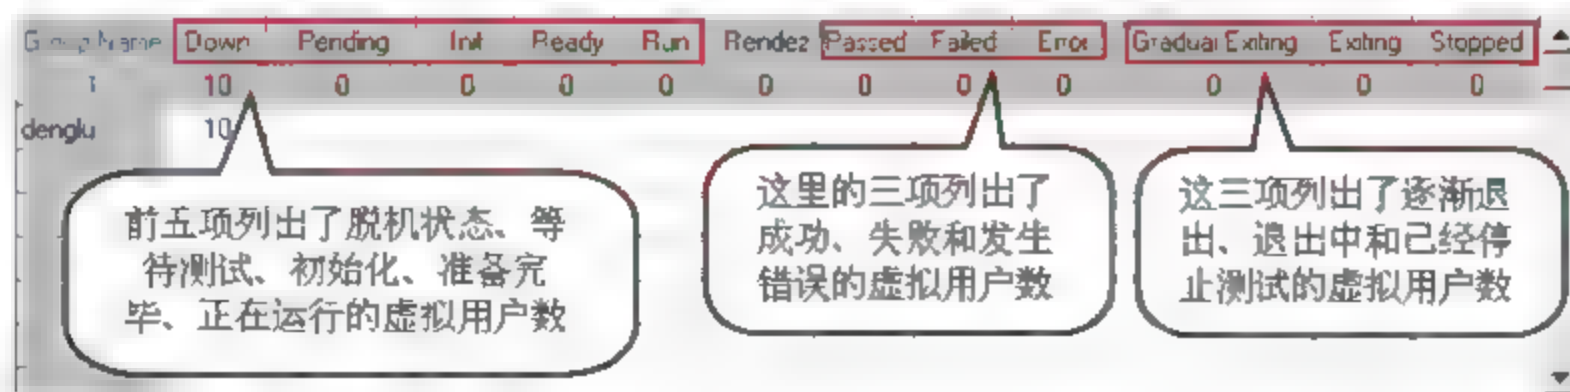 Group Name Down Pending Init Ready Run Rendez Passed Failed Error Gradual Exiting Exiting Stopped
10 0 0 0 0 0 0 0 0 0 0 0
denglu 10
前五项列出了脱机状态、等
待测试、初始化、准备完
毕、正在运行的虚拟用户数
这里的三项列出了
成功、失败和发生
错误的虚拟用户数
这三项列出了逐渐退
出、退出中和已经停
止测试的虚拟用户数